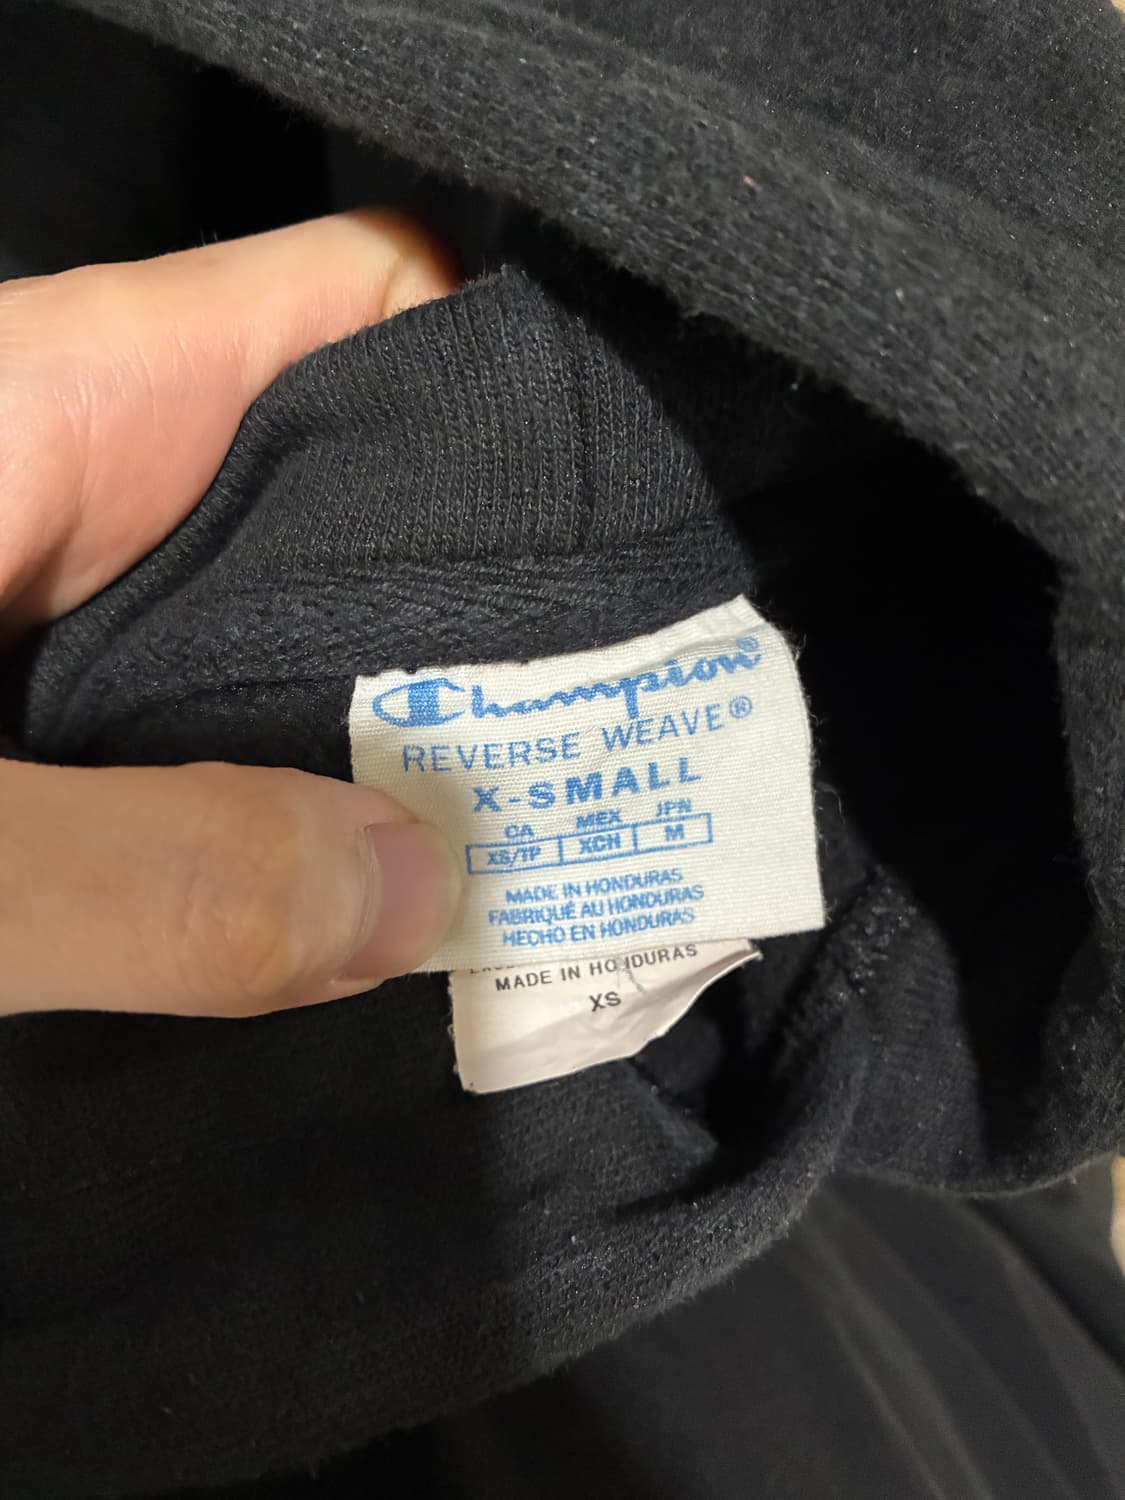 Champion®
REVERSE WEAVE®
X-SMALL
CA MEX JPN
XS/TP XCH M
MADE IN HONDURAS
FABRIQUÉ AU HONDURAS
HECHO EN HONDURAS
MADE IN HONDURAS
XS